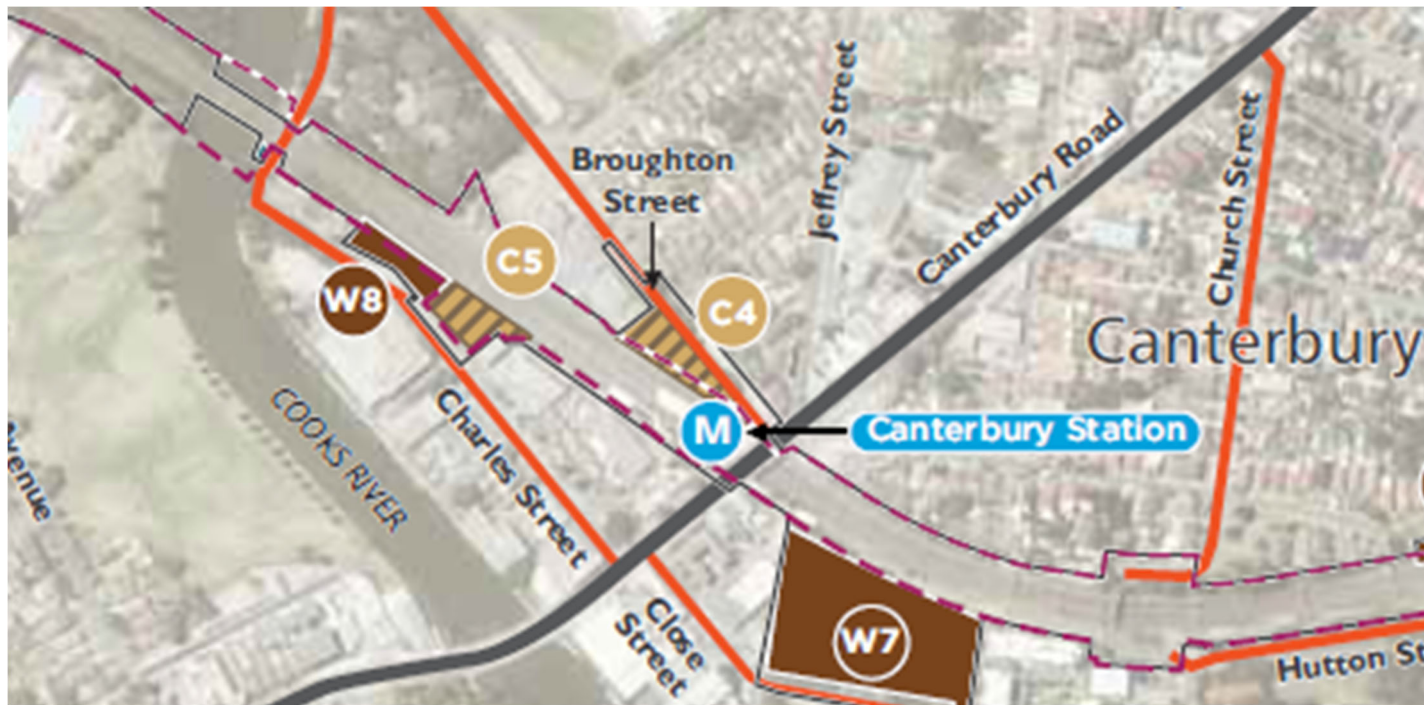 Broughton
Street
Jeffrey Street
Canterbury Road
Church Street
C5
C4
W8
Canterbury
M
Canterbury Station
Charles Street
COOKS RIVER
Avenue
Close
Street
W7
Hutton St